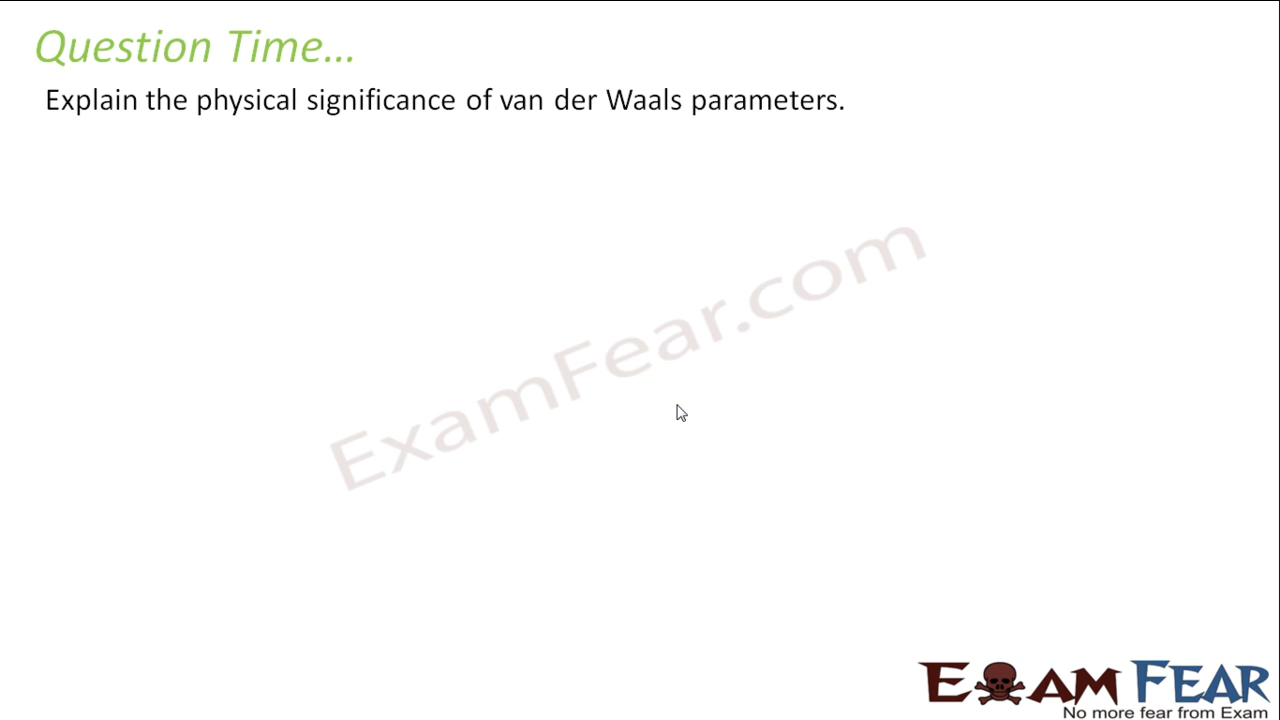 Question Time...
Explain the physical significance of van der Waals parameters.
ExamFear.com
EXAM FEAR
No more fear from Exam